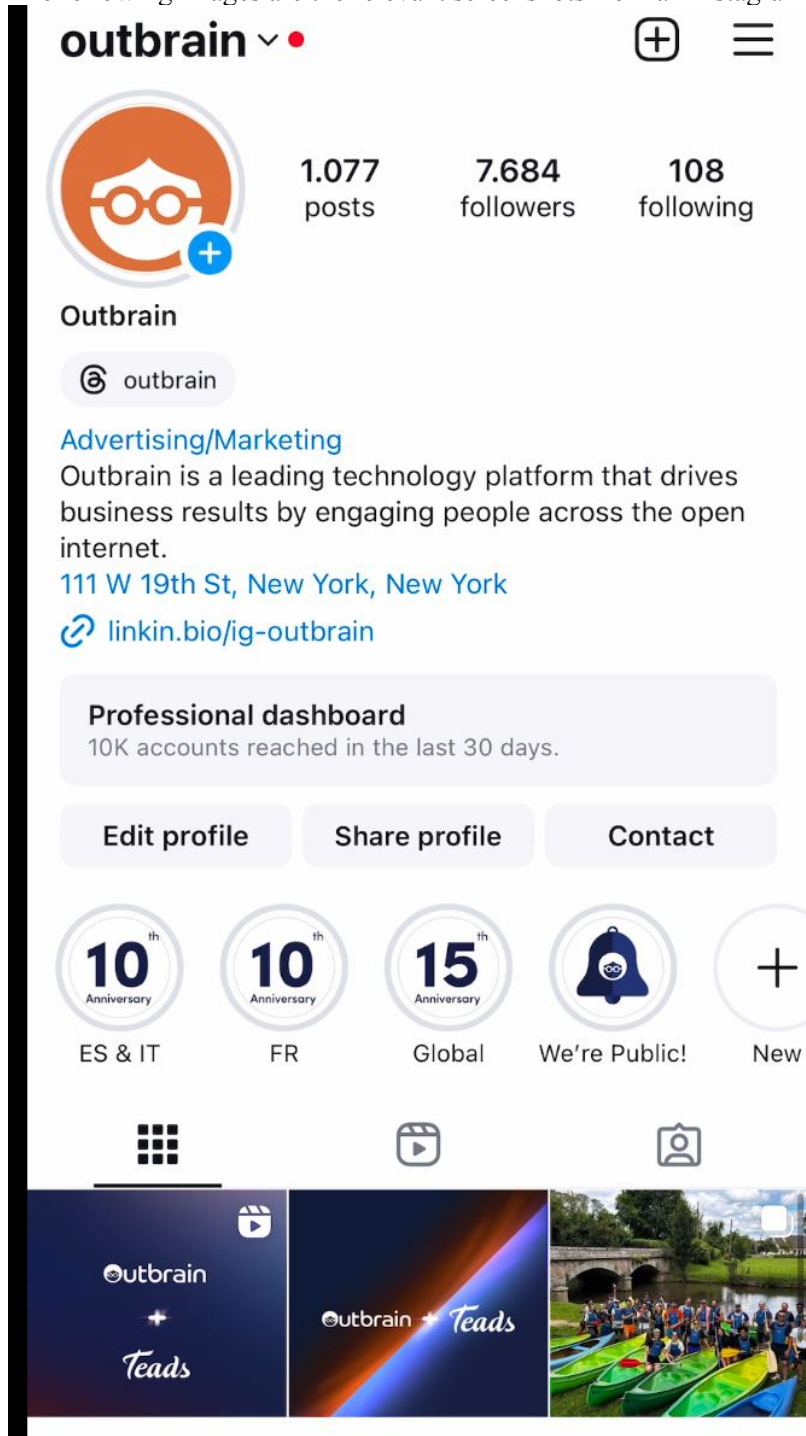 outbrain
1.077 7.684 108
posts followers following
Outbrain
outbrain
Advertising/Marketing
Outbrain is a leading technology platform that drives
business results by engaging people across the open
internet.
111 W 19th St, New York, New York
linkin.bio/ig-outbrain
Professional dashboard
10K accounts reached in the last 30 days.
Edit profile Share profile Contact
10th Anniversary
10th Anniversary
15th Anniversary
ES & IT FR Global We're Public! New
Outbrain
+
Teads
Outbrain + Teads